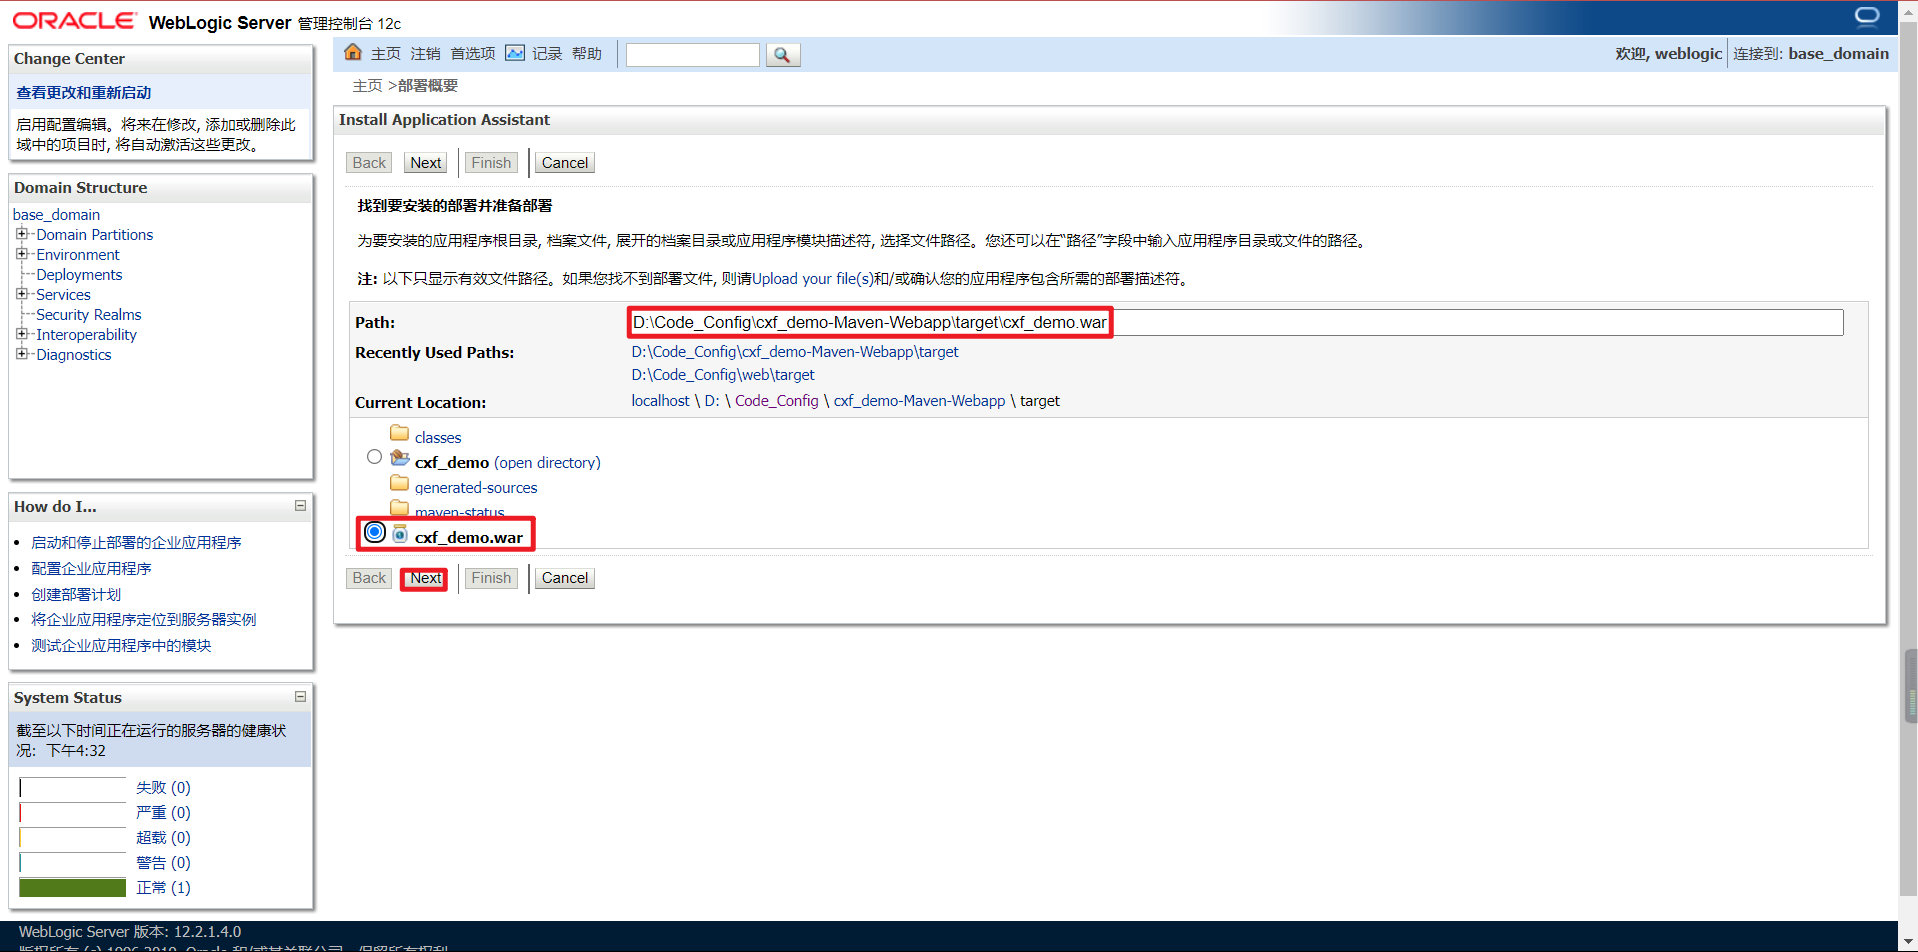 ORACLE WebLogic Server 管理控制台 12c
Change Center
查看更改和重新启动
启用配置编辑。将来在修改, 添加或删除此
域中的项目时, 将自动激活这些更改。
Domain Structure
base_domain
Domain Partitions
Environment
Deployments
Services
Security Realms
Interoperability
Diagnostics
How do I...
启动和停止部署的企业应用程序
配置企业应用程序
创建部署计划
将企业应用程序定位到服务器实例
测试企业应用程序中的模块
System Status
截至以下时间正在运行的服务器的健康状
况: 下午4:32
失败 (0)
严重 (0)
超载 (0)
警告 (0)
正常 (1)
主页 注销 首选项 记录 帮助
欢迎, weblogic 连接到: base_domain
主页 >部署概要
Install Application Assistant
Back Next Finish Cancel
找到要安装的部署并准备部署
为要安装的应用程序根目录, 档案文件, 展开的档案目录或应用程序模块描述符, 选择文件路径。您还可以在“路径”字段中输入应用程序目录或文件的路径。
注: 以下只显示有效文件路径。如果您找不到部署文件, 则请Upload your file(s)和/或确认您的应用程序包含所需的部署描述符。
Path: D:\Code_Config\cxf_demo-Maven-Webapp\target\cxf_demo.war
Recently Used Paths: D:\Code_Config\cxf_demo-Maven-Webapp\target
D:\Code_Config\web\target
Current Location: localhost \ D: \ Code_Config \ cxf_demo-Maven-Webapp \ target
classes
cxf_demo (open directory)
generated-sources
maven-status
cxf_demo.war
Back Next Finish Cancel
WebLogic Server 版本: 12.2.1.4.0